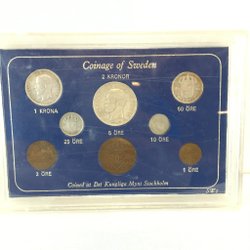 Coinage of Sweden
2 KRONOR
1 KRONA
50 ÖRE
5 ÖRE
25 ÖRE
10 ÖRE
2 ÖRE
1 ÖRE
Coined at Det Kungliga Mynt Stockholm